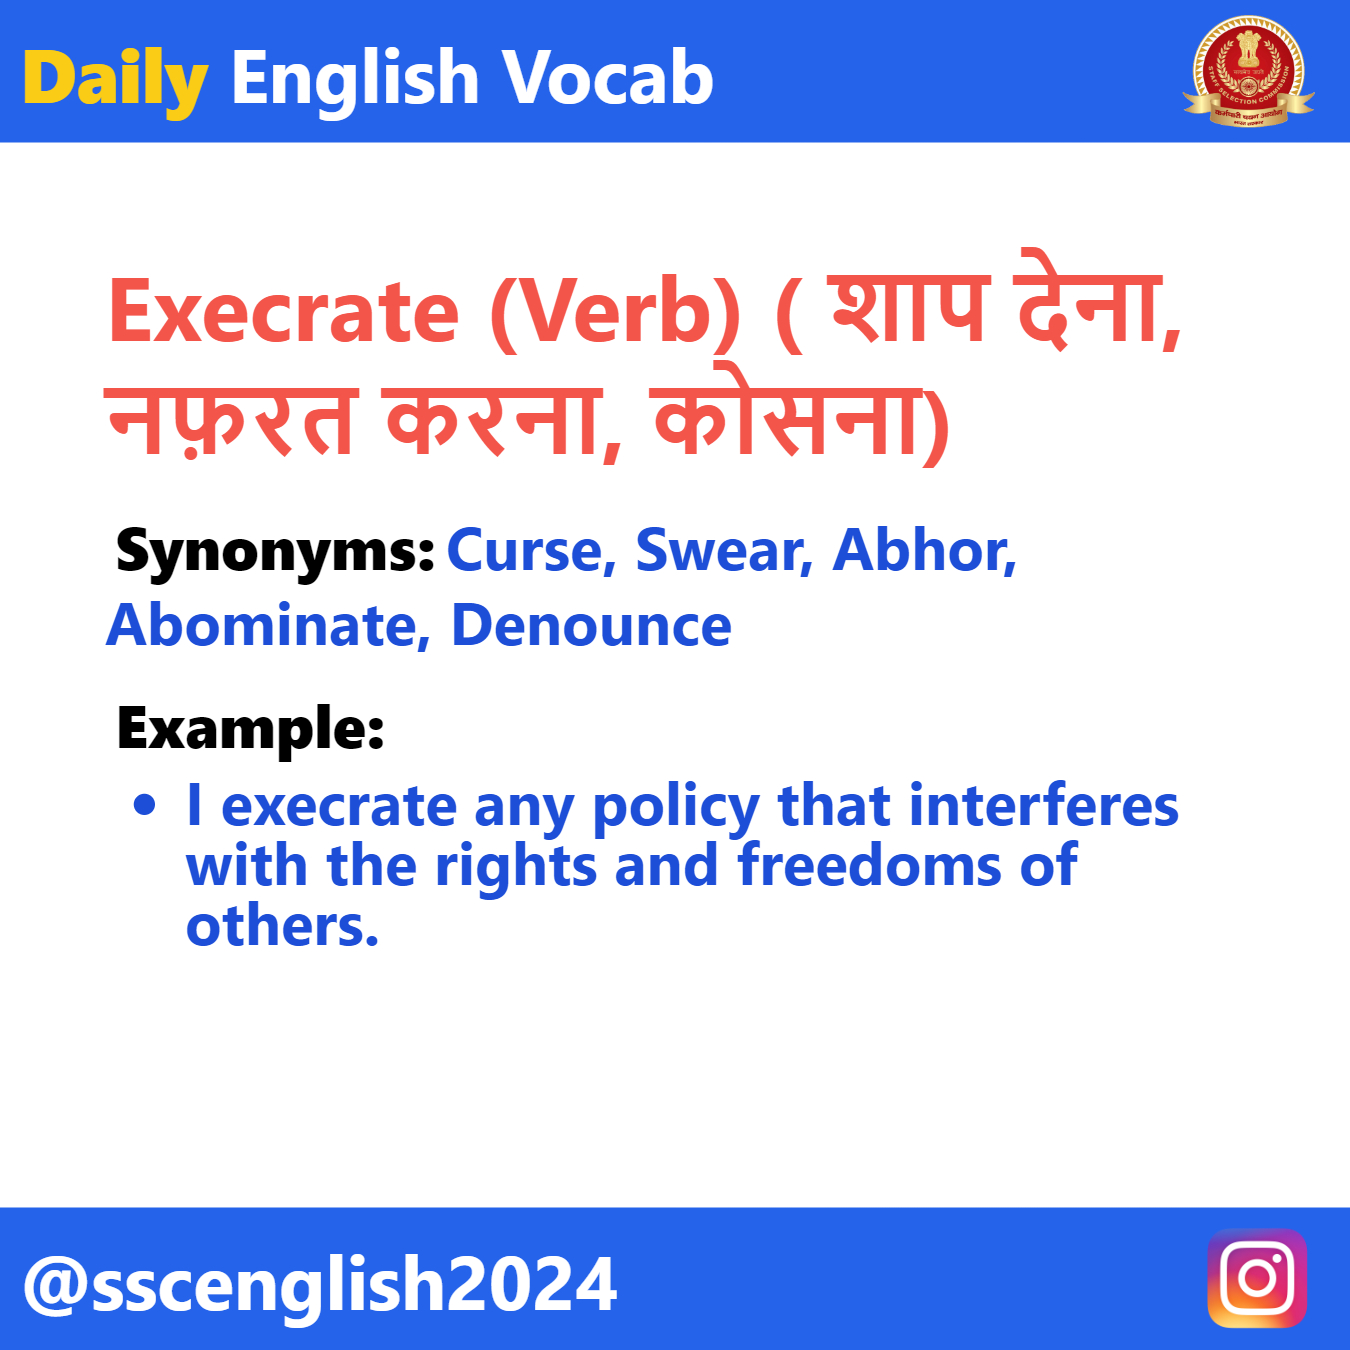 Daily English Vocab
STAFF SELECTION COMMISSION
Execrate (Verb) ( शाप देना,
नफ़रत करना, कोसना)
Synonyms: Curse, Swear, Abhor,
Abominate, Denounce
Example:
• I execrate any policy that interferes
with the rights and freedoms of
others.
@sscenglish2024